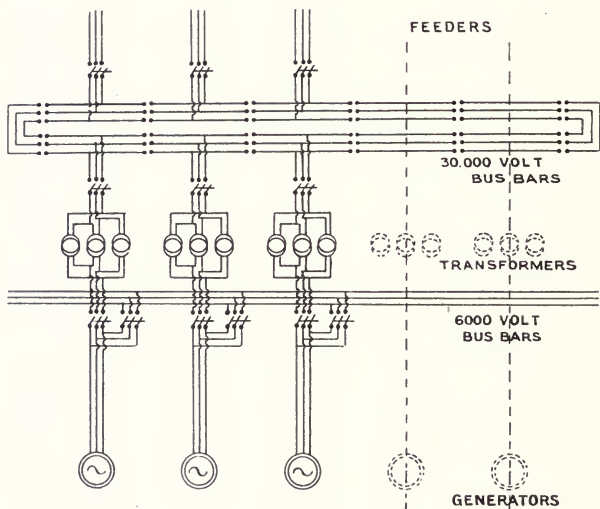 FEEDERS
30.000 VOLT
BUS BARS
TRANSFORMERS
6000 VOLT
BUS BARS
GENERATORS